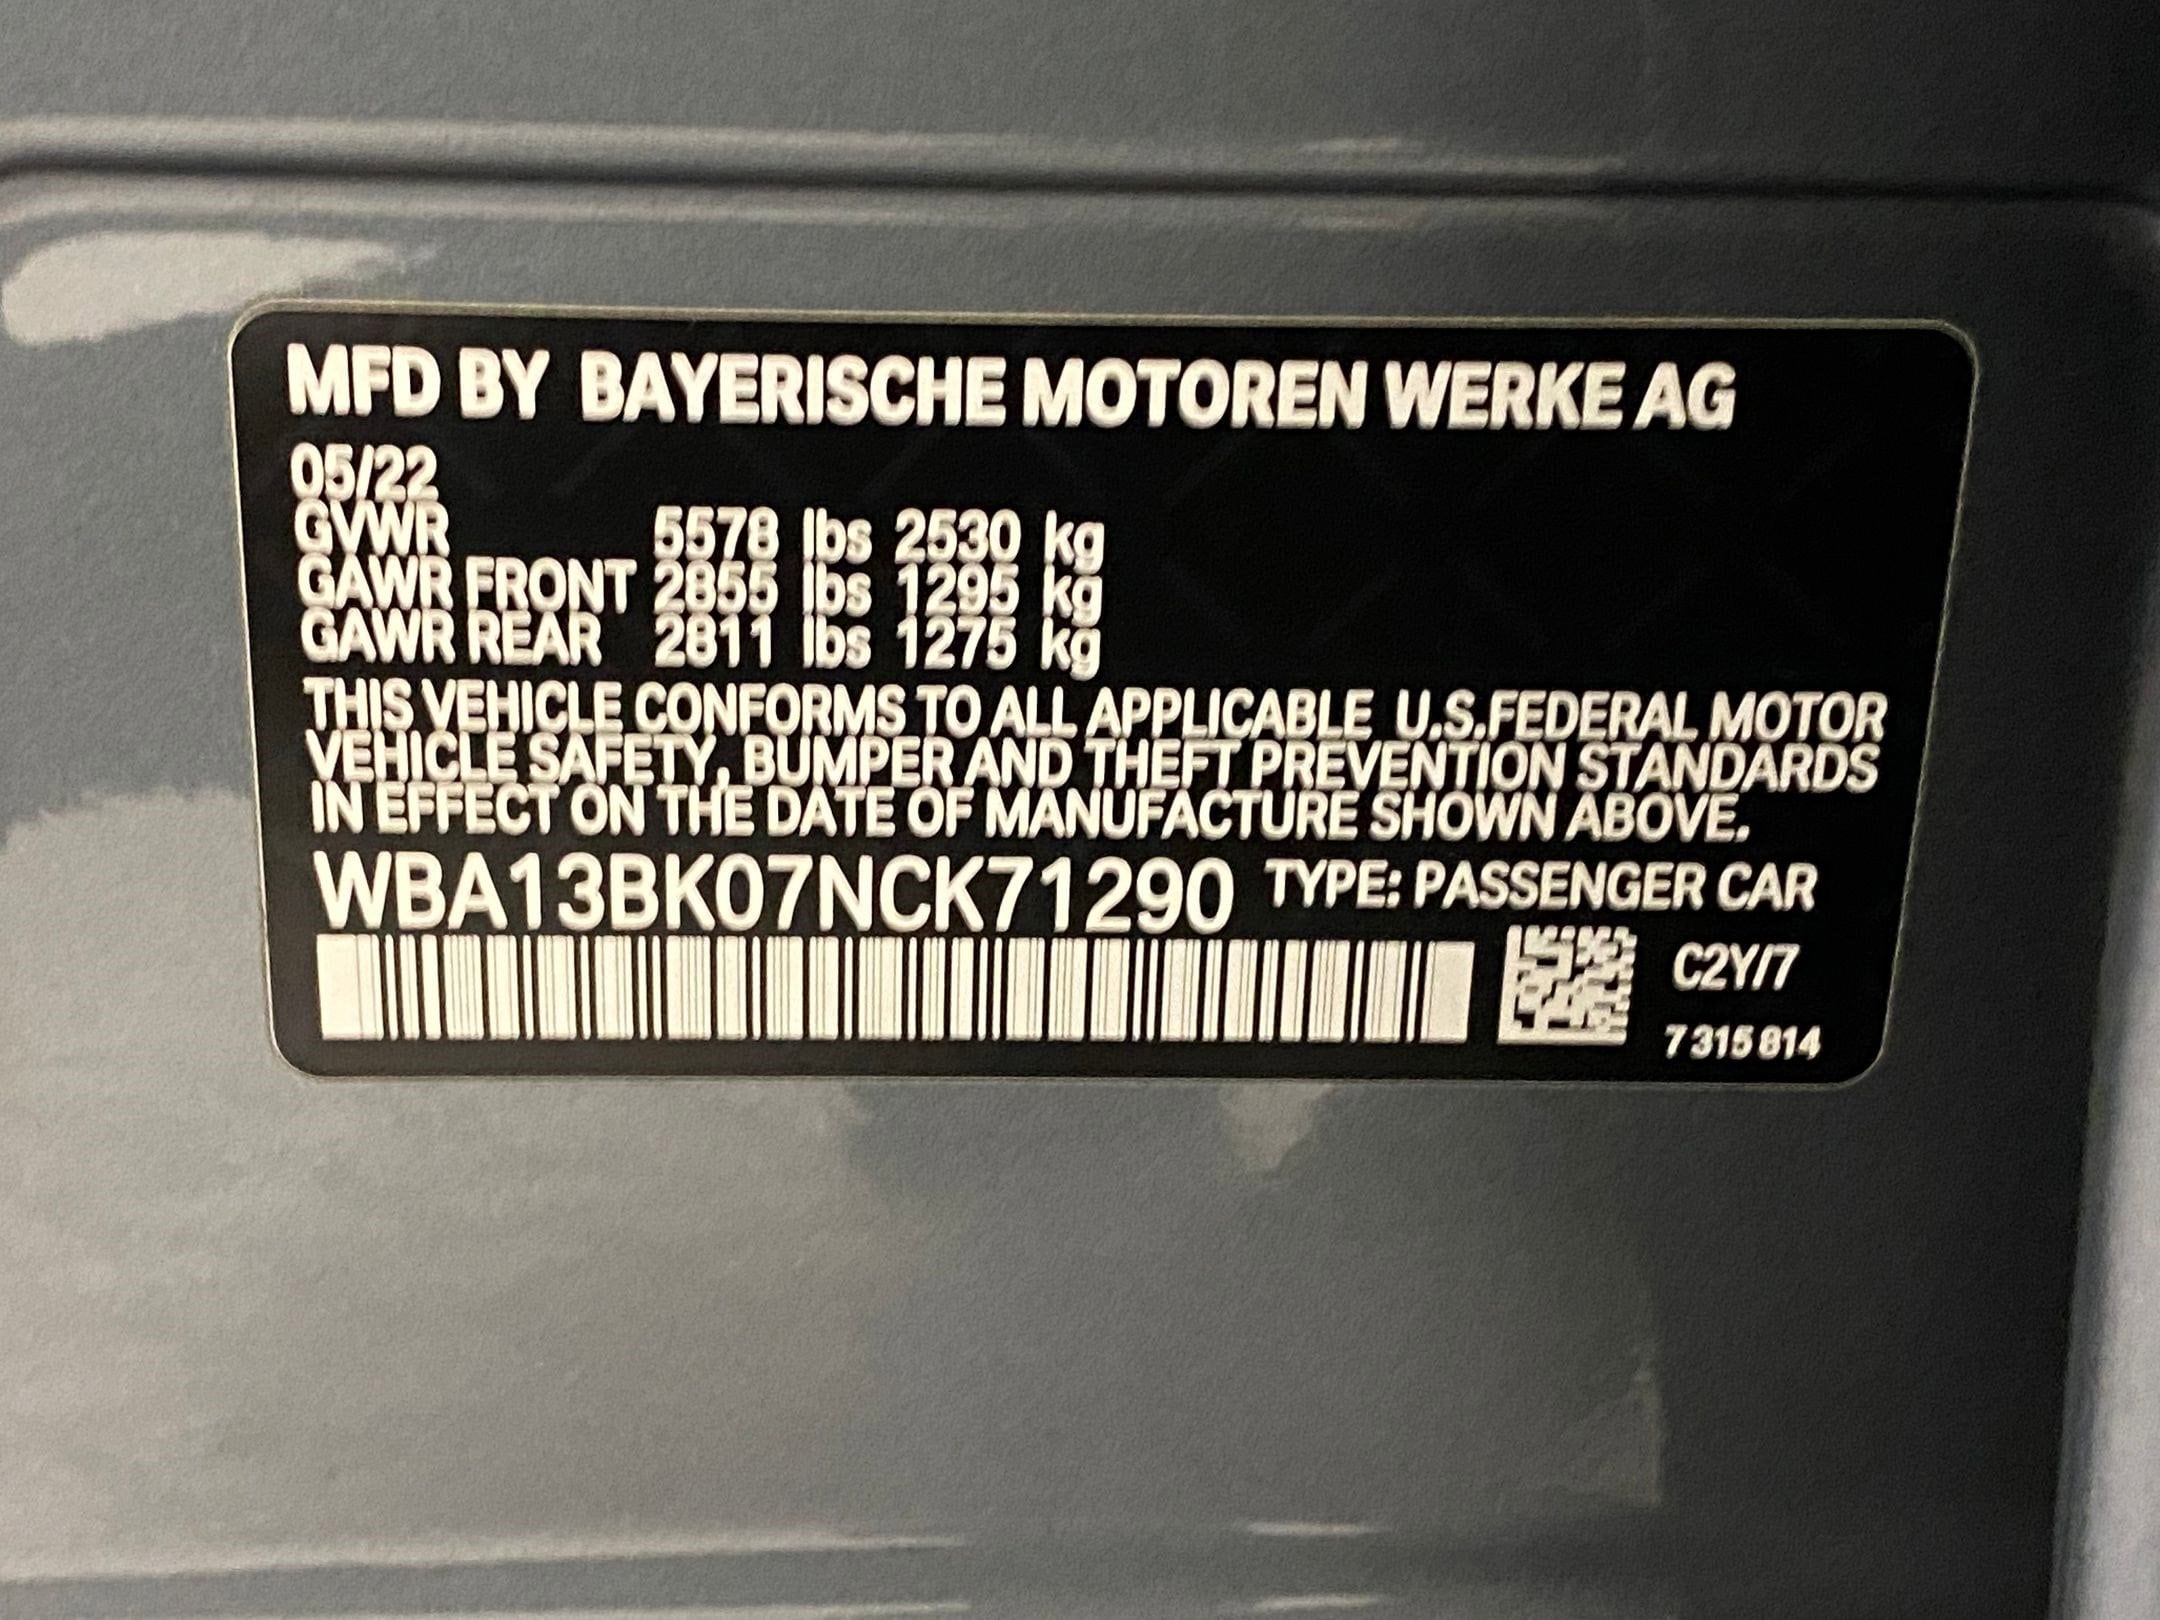 MFD BY BAYERISCHE MOTOREN WERKE AG
05/22
GVWR 5578 lbs 2530 kg
GAWR FRONT 2855 lbs 1295 kg
GAWR REAR 2811 lbs 1275 kg
THIS VEHICLE CONFORMS TO ALL APPLICABLE U.S.FEDERAL MOTOR
VEHICLE SAFETY, BUMPER AND THEFT PREVENTION STANDARDS
IN EFFECT ON THE DATE OF MANUFACTURE SHOWN ABOVE.
WBA13BK07NCK71290 TYPE: PASSENGER CAR
C2Y/7
7 315 814